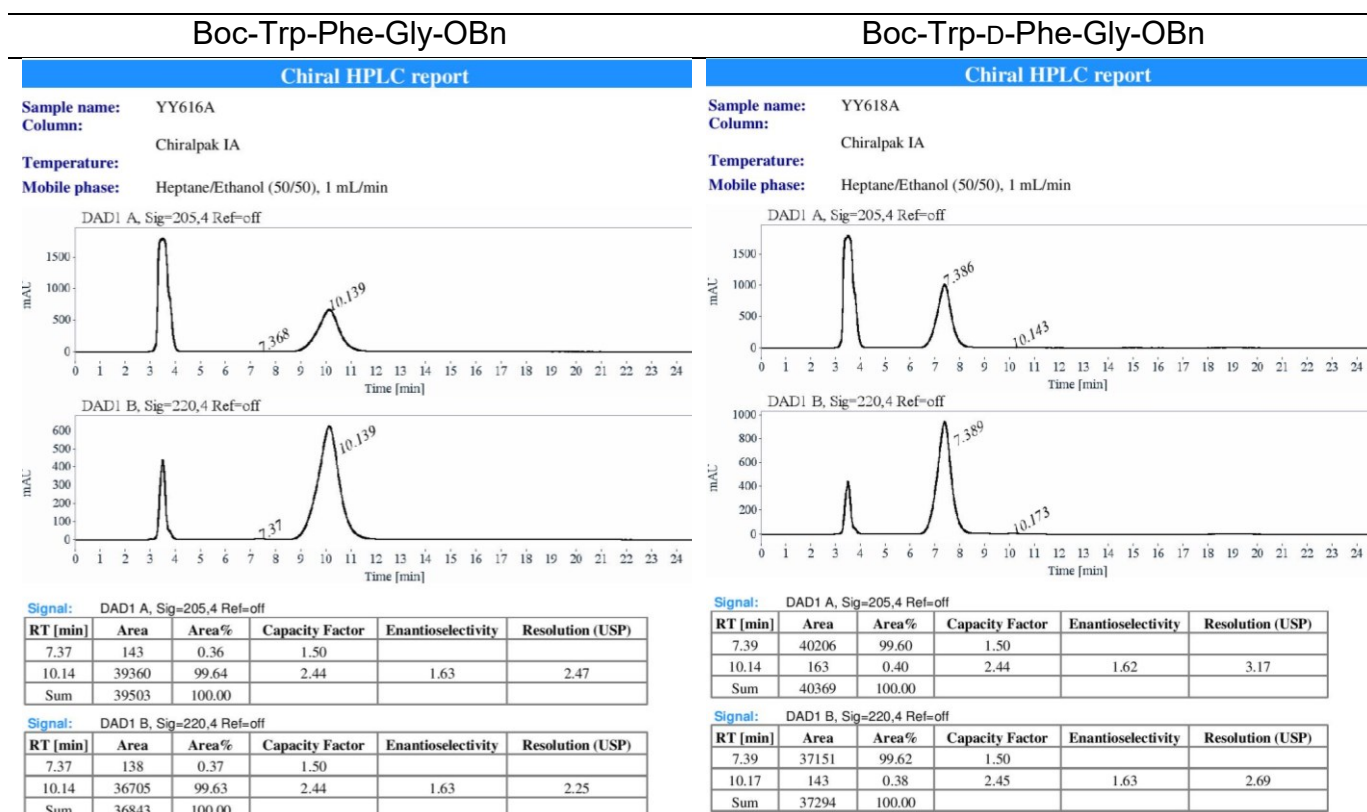 Boc-Trp-Phe-Gly-OBn
Chiral HPLC report
Sample name: YY616A
Column:
Chiralpak IA
Temperature:
Mobile phase: Heptane/Ethanol (50/50), 1 mL/min
DAD1 A, Sig=205,4 Ref=off
mAU
1500
1000
500
0
7.368
10.139
0 1 2 3 4 5 6 7 8 9 10 11 12 13 14 15 16 17 18 19 20 21 22 23 24
Time [min]
DAD1 B, Sig=220,4 Ref=off
mAU
600
500
400
300
200
100
0
7.37
10.139
0 1 2 3 4 5 6 7 8 9 10 11 12 13 14 15 16 17 18 19 20 21 22 23 24
Time [min]
Signal: DAD1 A, Sig=205,4 Ref=off
RT [min] Area Area% Capacity Factor Enantioselectivity Resolution (USP)
7.37 143 0.36 1.50
10.14 39360 99.64 2.44 1.63 2.47
Sum 39503 100.00
Signal: DAD1 B, Sig=220,4 Ref=off
RT [min] Area Area% Capacity Factor Enantioselectivity Resolution (USP)
7.37 138 0.37 1.50
10.14 36705 99.63 2.44 1.63 2.25
Sum 36843 100.00
Boc-Trp-D-Phe-Gly-OBn
Chiral HPLC report
Sample name: YY618A
Column:
Chiralpak IA
Temperature:
Mobile phase: Heptane/Ethanol (50/50), 1 mL/min
DAD1 A, Sig=205,4 Ref=off
mAU
1500
1000
500
0
7.386
10.143
0 1 2 3 4 5 6 7 8 9 10 11 12 13 14 15 16 17 18 19 20 21 22 23 24
Time [min]
DAD1 B, Sig=220,4 Ref=off
mAU
1000
800
600
400
200
0
7.389
10.173
0 1 2 3 4 5 6 7 8 9 10 11 12 13 14 15 16 17 18 19 20 21 22 23 24
Time [min]
Signal: DAD1 A, Sig=205,4 Ref=off
RT [min] Area Area% Capacity Factor Enantioselectivity Resolution (USP)
7.39 40206 99.60 1.50
10.14 163 0.40 2.44 1.62 3.17
Sum 40369 100.00
Signal: DAD1 B, Sig=220,4 Ref=off
RT [min] Area Area% Capacity Factor Enantioselectivity Resolution (USP)
7.39 37151 99.62 1.50
10.17 143 0.38 2.45 1.63 2.69
Sum 37294 100.00